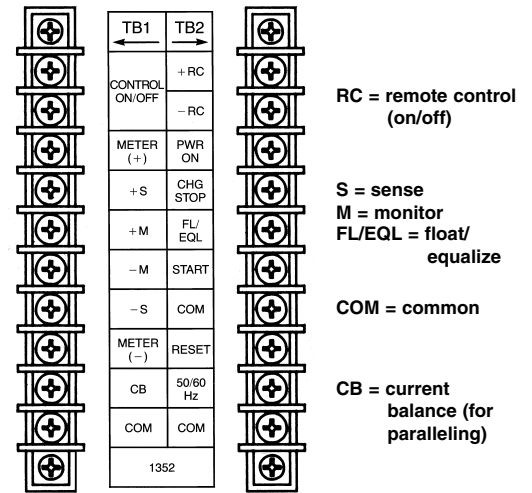 TB1 TB2
CONTROL
ON/OFF
+RC
−RC
METER
(+)
PWR
ON
+S
CHG
STOP
+M
FL/
EQL
−M
START
−S
COM
METER
(−)
RESET
CB
50/60
Hz
COM
COM
1352
RC = remote control
(on/off)
S = sense
M = monitor
FL/EQL = float/
equalize
COM = common
CB = current
balance (for
paralleling)